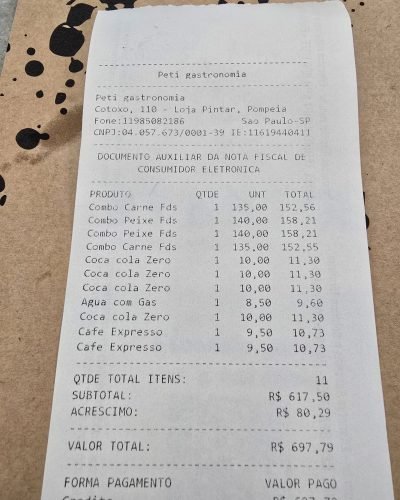 Peti gastronomia
Peti gastronomia
Cotoxo, 110 - Loja Pintar, Pompeia
Fone:11985082186 Sao Paulo-SP
CNPJ:04.057.673/0001-39 IE:116194404111
DOCUMENTO AUXILIAR DA NOTA FISCAL DE
CONSUMIDOR ELETRONICA
PRODUTO QTDE UNT TOTAL
Combo Carne Fds 1 135,00 152,56
Combo Peixe Fds 1 140,00 158,21
Combo Peixe Fds 1 140,00 158,21
Combo Carne Fds 1 135,00 152,55
Coca cola Zero 1 10,00 11,30
Coca cola Zero 1 10,00 11,30
Coca cola Zero 1 10,00 11,30
Agua com Gas 1 8,50 9,60
Coca cola Zero 1 10,00 11,30
Cafe Expresso 1 9,50 10,73
Cafe Expresso 1 9,50 10,73
QTDE TOTAL ITENS: 11
SUBTOTAL: R$ 617,50
ACRESCIMO: R$ 80,29
VALOR TOTAL: R$ 697,79
FORMA PAGAMENTO VALOR PAGO